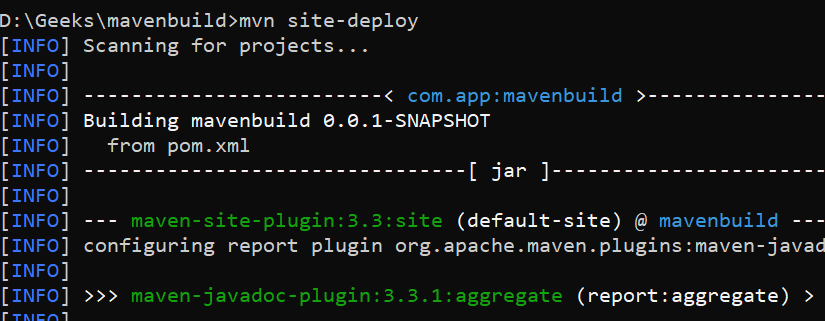 D:\Geeks\mavenbuild>mvn site-deploy
[INFO] Scanning for projects...
[INFO]
[INFO] --------------------------< com.app:mavenbuild >---------------
[INFO] Building mavenbuild 0.0.1-SNAPSHOT
[INFO]   from pom.xml
[INFO] ---------------------------------[ jar ]------------------------
[INFO]
[INFO] --- maven-site-plugin:3.3:site (default-site) @ mavenbuild ---
[INFO] configuring report plugin org.apache.maven.plugins:maven-javad
[INFO]
[INFO] >>> maven-javadoc-plugin:3.3.1:aggregate (report:aggregate) >
[INFO]